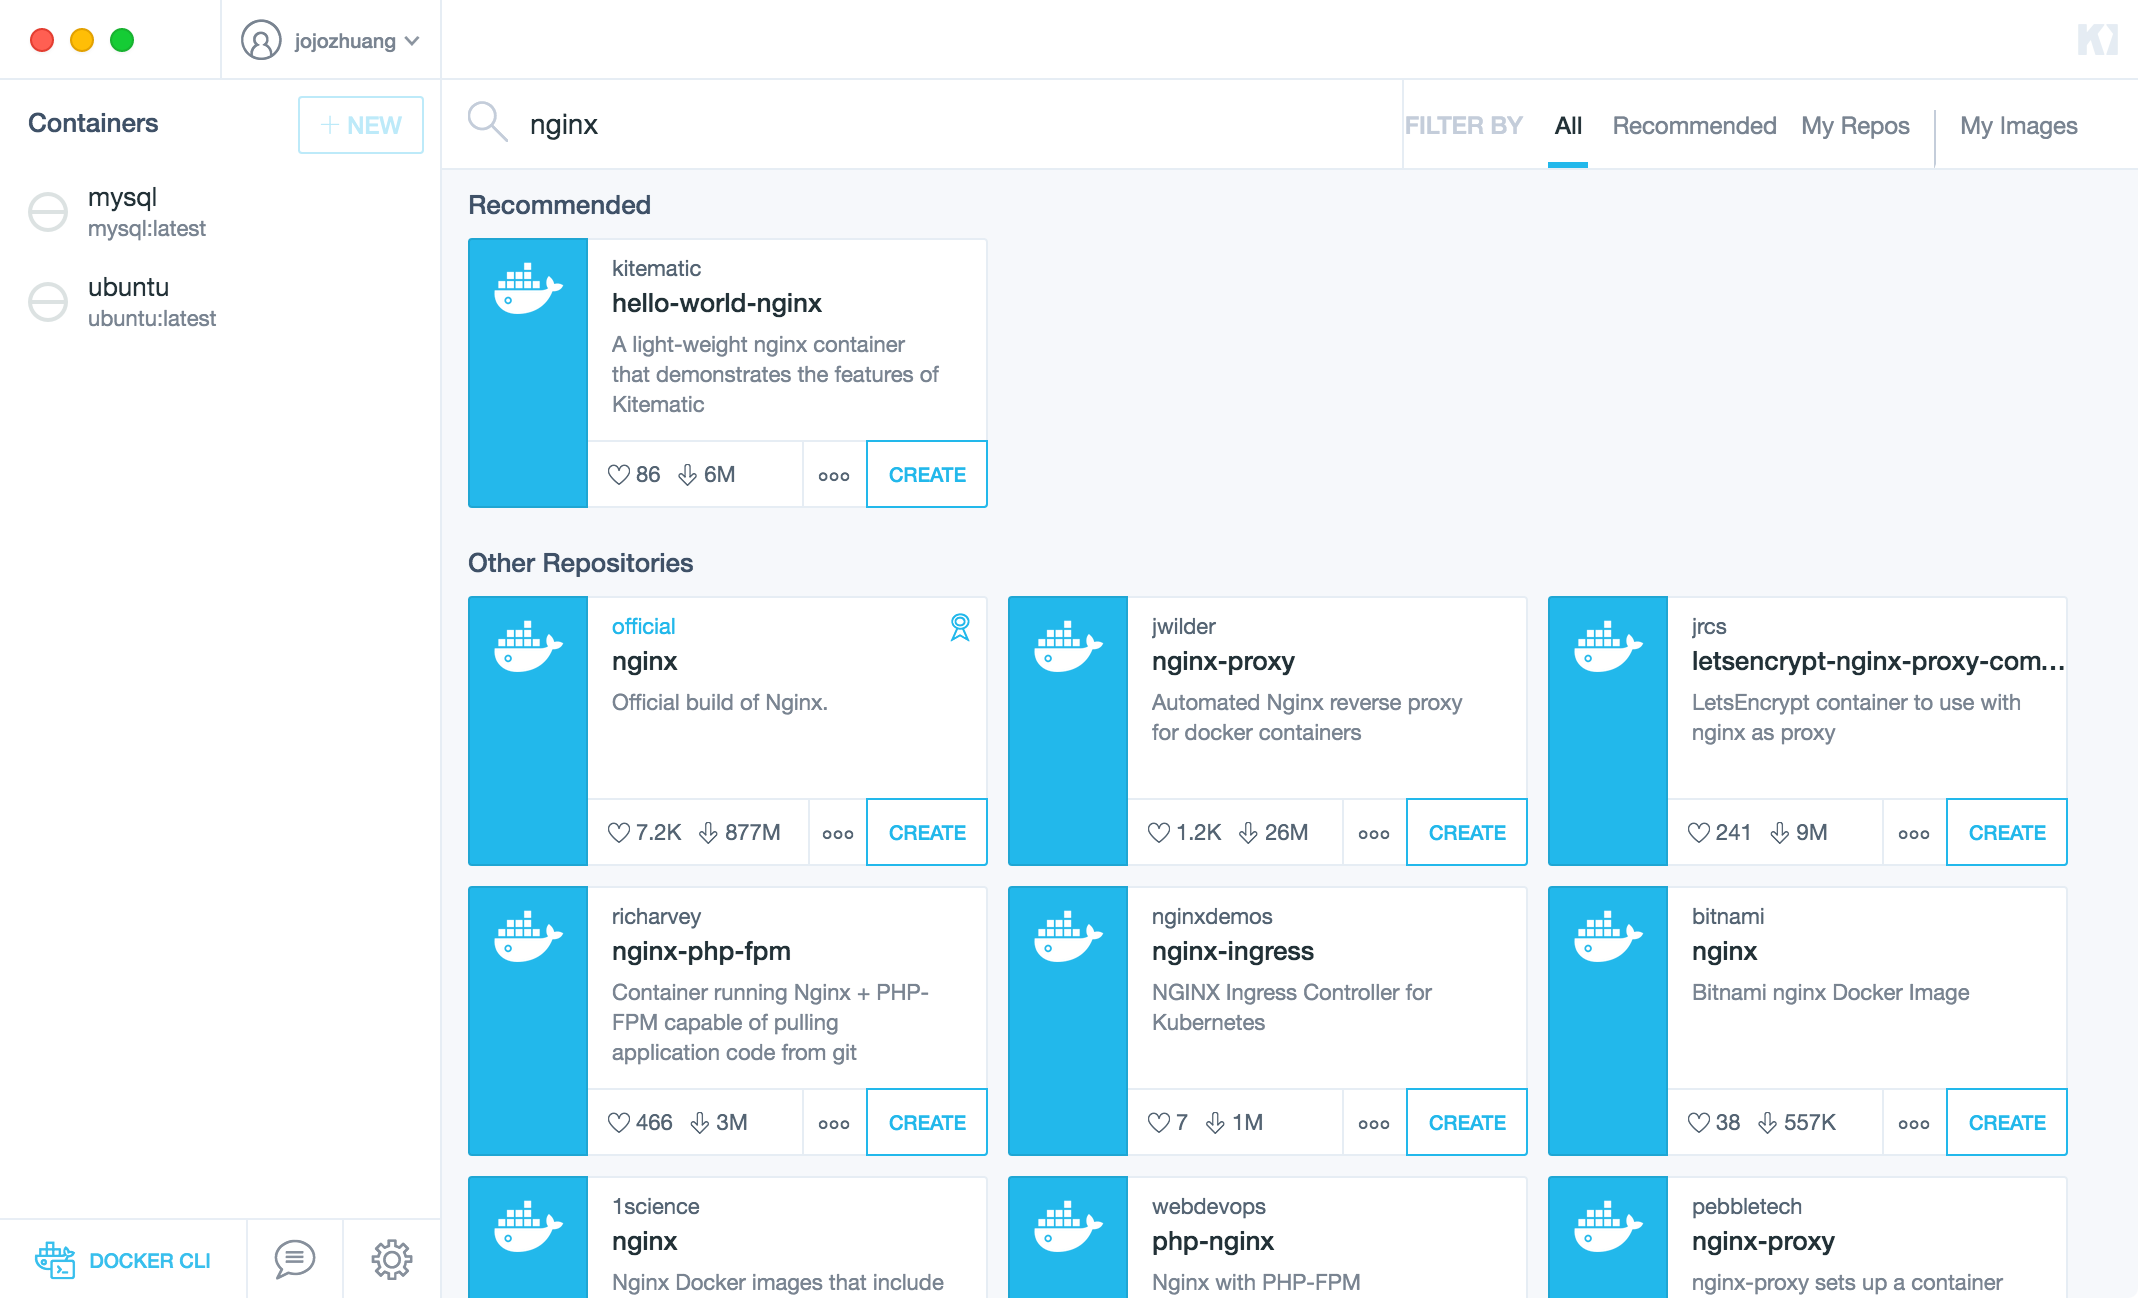 jojozhuang
Containers
+ NEW
mysql
mysql:latest
ubuntu
ubuntu:latest
DOCKER CLI
nginx
FILTER BY All Recommended My Repos My Images
Recommended
kitematic
hello-world-nginx
A light-weight nginx container
that demonstrates the features of
Kitematic
86 6M CREATE
Other Repositories
official
nginx
Official build of Nginx.
7.2K 877M CREATE
jwilder
nginx-proxy
Automated Nginx reverse proxy
for docker containers
1.2K 26M CREATE
jrcs
letsencrypt-nginx-proxy-com...
LetsEncrypt container to use with
nginx as proxy
241 9M CREATE
richarvey
nginx-php-fpm
Container running Nginx + PHP-
FPM capable of pulling
application code from git
466 3M CREATE
nginxdemos
nginx-ingress
NGINX Ingress Controller for
Kubernetes
7 1M CREATE
bitnami
nginx
Bitnami nginx Docker Image
38 557K CREATE
1science
nginx
Nginx Docker images that include
webdevops
php-nginx
Nginx with PHP-FPM
pebbletech
nginx-proxy
nginx-proxy sets up a container